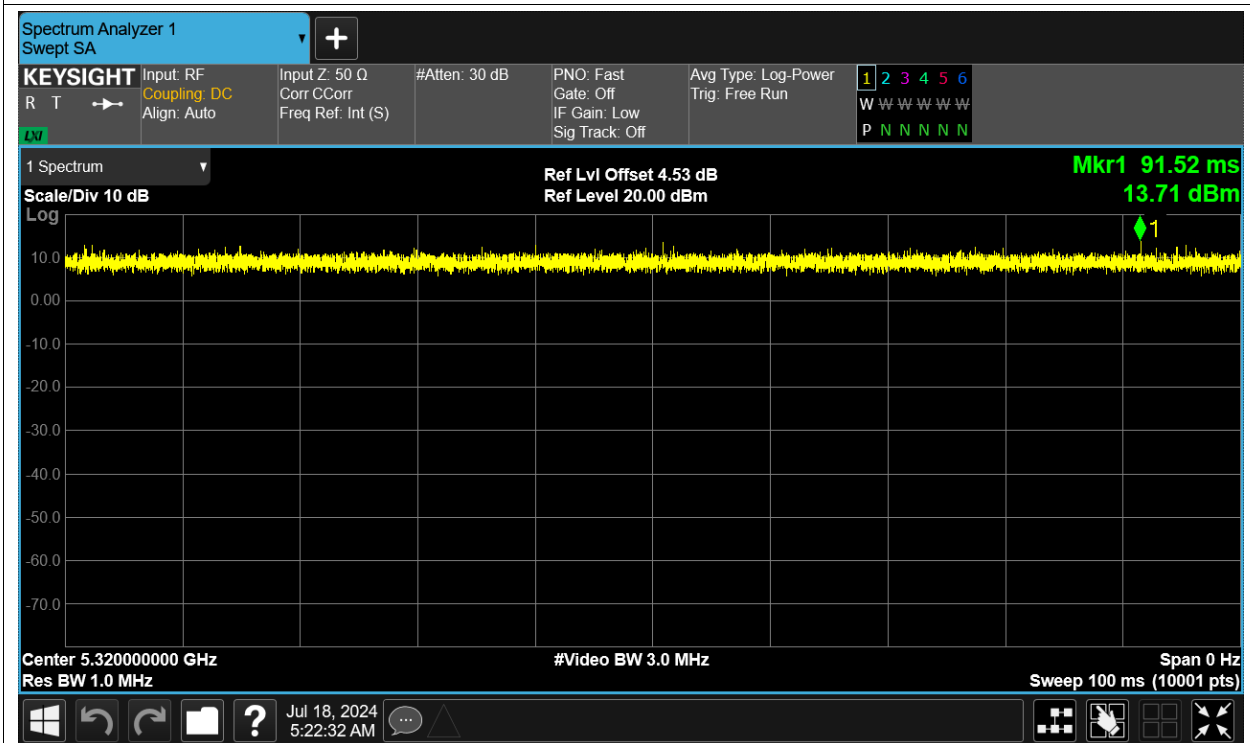 Spectrum Analyzer 1
Swept SA
+
KEYSIGHT
R T
LXI
Input: RF
Coupling: DC
Align: Auto
Input Z: 50 Ω
Corr CCorr
Freq Ref: Int (S)
#Atten: 30 dB
PNO: Fast
Gate: Off
IF Gain: Low
Sig Track: Off
Avg Type: Log-Power
Trig: Free Run
1 2 3 4 5 6
W W W W W W
P N N N N N
1 Spectrum
Scale/Div 10 dB
Ref Lvl Offset 4.53 dB
Ref Level 20.00 dBm
Mkr1 91.52 ms
13.71 dBm
Log
1
10.0
0.00
-10.0
-20.0
-30.0
-40.0
-50.0
-60.0
-70.0
Center 5.320000000 GHz
#Video BW 3.0 MHz
Span 0 Hz
Res BW 1.0 MHz
Sweep 100 ms (10001 pts)
?
Jul 18, 2024
5:22:32 AM